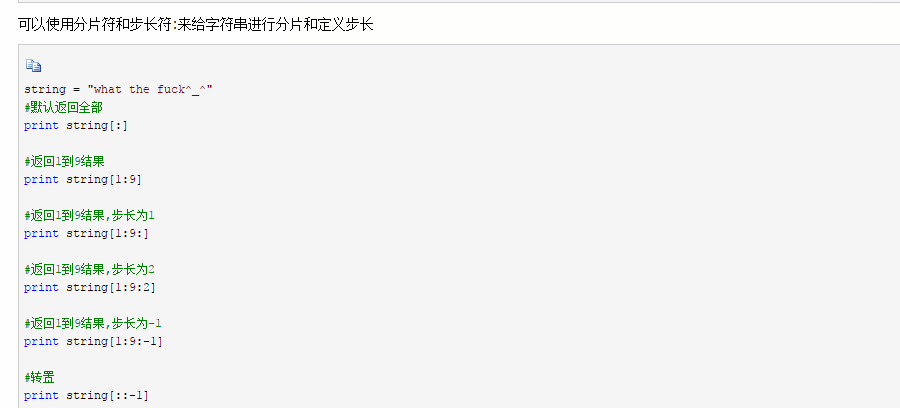 可以使用分片符和步长符:来给字符串进行分片和定义步长
string = "what the fuck^_^"
#默认返回全部
print string[:]
#返回1到9结果
print string[1:9]
#返回1到9结果,步长为1
print string[1:9:]
#返回1到9结果,步长为2
print string[1:9:2]
#返回1到9结果,步长为-1
print string[1:9:-1]
#转置
print string[::-1]